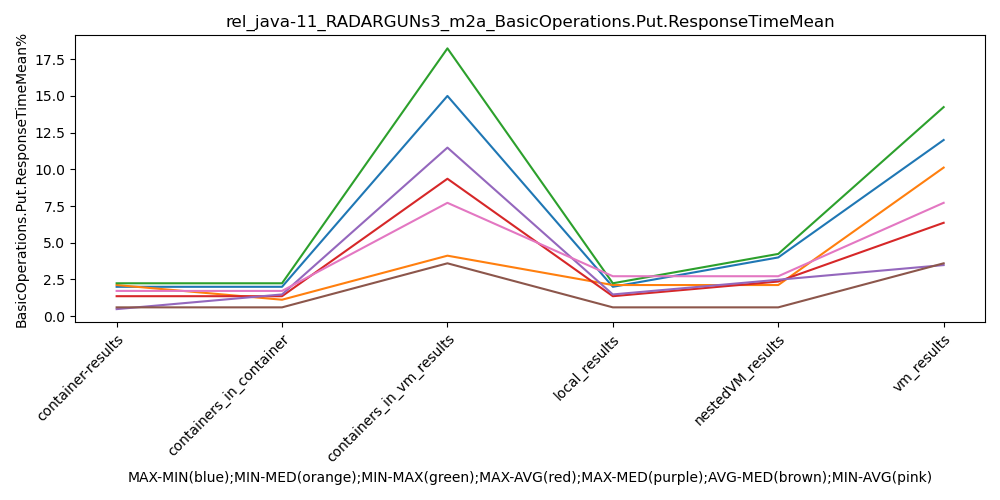 rel_java-11_RADARGUNs3_m2a_BasicOperations.Put.ResponseTimeMean
BasicOperations.Put.ResponseTimeMean%
17.5
15.0
12.5
10.0
7.5
5.0
2.5
0.0
container-results
containers_in_container
containers_in_vm_results
local_results
nestedVM_results
vm_results
MAX-MIN(blue);MIN-MED(orange);MIN-MAX(green);MAX-AVG(red);MAX-MED(purple);AVG-MED(brown);MIN-AVG(pink)